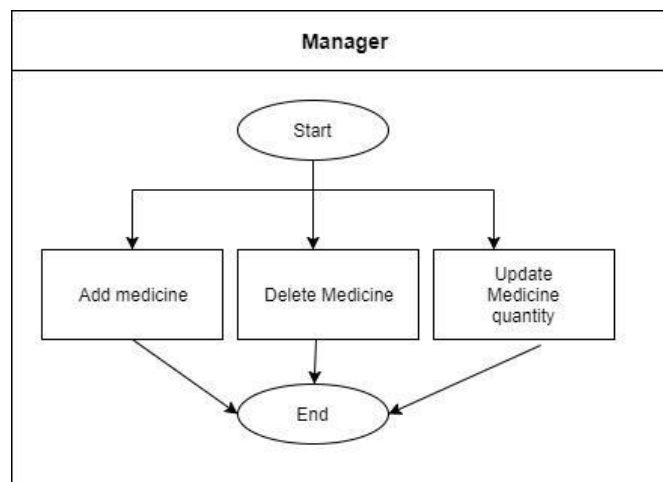 Manager
Start
Add medicine
Delete Medicine
Update
Medicine
quantity
End